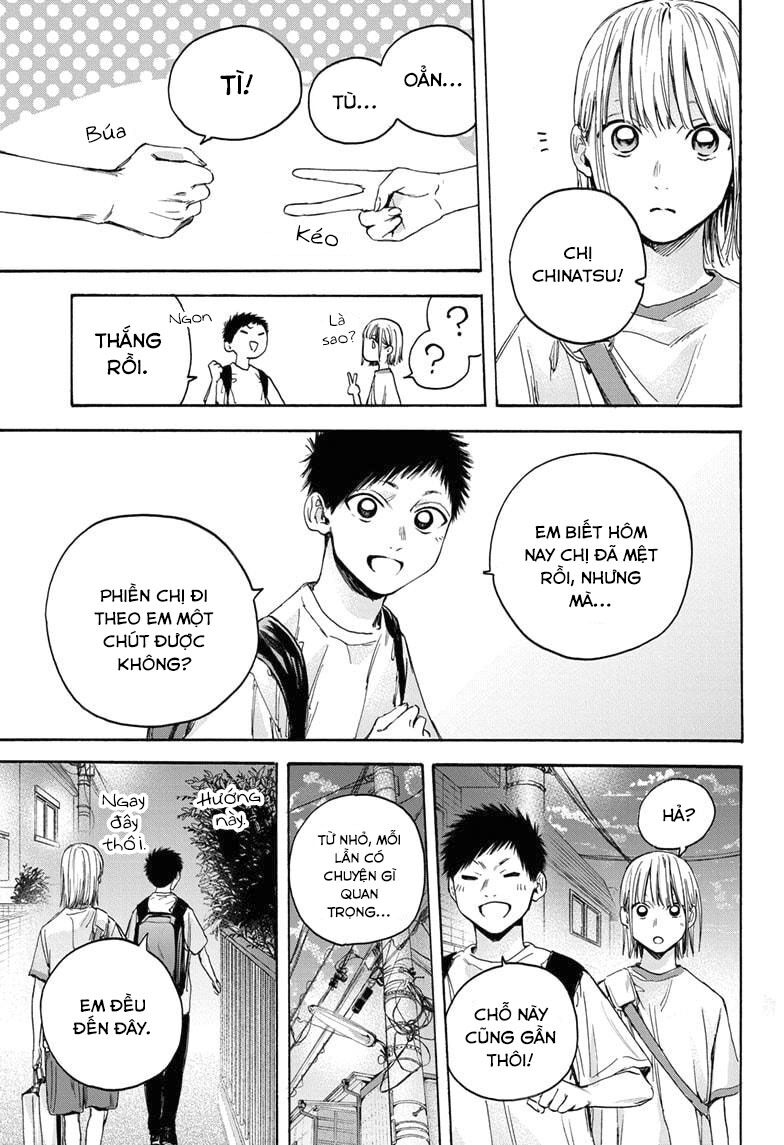 CHỊ
CHINATSU!
OẲN...
TÙ...
TÌ!
Búa
Kéo
Là
sao?
? ?
Ngon
THẮNG
RỒI.
EM BIẾT HÔM
NAY CHỊ ĐÃ MỆT
RỒI, NHƯNG
MÀ...
PHIỀN CHỊ ĐI
THEO EM MỘT
CHÚT ĐƯỢC
KHÔNG?
HẢ?
CHỖ NÀY
CŨNG GẦN
THÔI!
TỪ NHỎ, MỖI
LẦN CÓ
CHUYỆN GÌ
QUAN
TRỌNG...
Hướng
này.
Ngay
đây
thôi.
EM ĐỀU
ĐẾN ĐÂY.